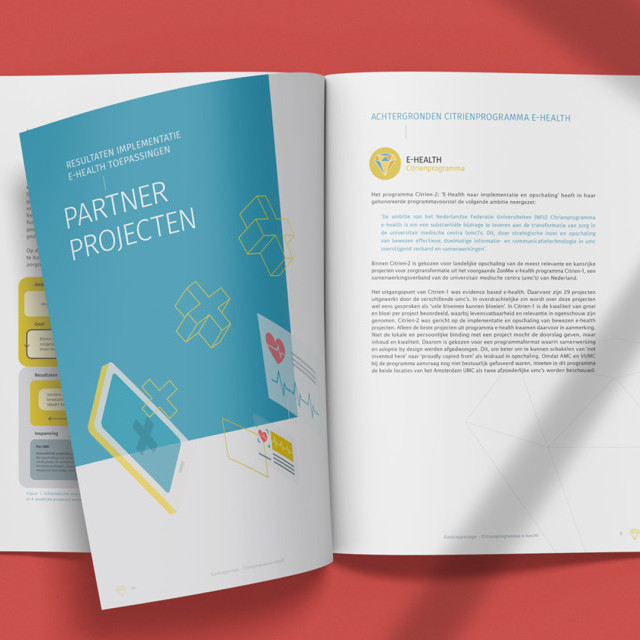 RESULTATEN IMPLEMENTATIE
E-HEALTH TOEPASSINGEN
PARTNER
PROJECTEN
Resultaten
ACHTERGRONDEN CITRIENPROGRAMMA E-HEALTH
E-HEALTH
Citrienprogramma
Het programma Citrien-2: 'E-Health naar implementatie en opschaling' heeft in haar
gehonoreerde programmavoorstel de volgende ambitie neergezet:
'De ambitie van het Nederlandse Federatie Universiteiten (NFU) Citrienprogramma
e-health is om een substantiële bijdrage te leveren aan de transformatie van zorg in
de universitair medische centra (umc's). Dit, door strategische inzet en opschaling
van bewezen effectieve, doelmatige informatie- en communicatietechnologie in umc
overstijgend verband en samenwerkingen'.
Binnen Citrien-2 is gekozen voor landelijke opschaling van de meest relevante en kansrijke
projecten voor zorgtransformatie uit het voorgaande ZonMw e-health programma Citrien-1, een
samenwerkingsverband van de universitair medische centra (umc's) van Nederland.
Het uitgangspunt van Citrien-1 was evidence based e-health. Daarvoor zijn 29 projecten
uitgewerkt door de verschillende umc's. In overdrachtelijke zin wordt over deze projecten
wel eens gesproken als 'vele bloemen kunnen bloeien'. In Citrien-1 is de kwaliteit van groei
en bloei per project beoordeeld, waarbij levensvatbaarheid en relevantie in ogenschouw zijn
genomen. Citrien-2 was gericht op de implementatie en opschaling van bewezen e-health
projecten. Alleen de beste projecten uit programma e-health kwamen daarvoor in aanmerking.
Niet de lokale en persoonlijke binding met een project mocht de doorslag geven, maar
inhoud en kwaliteit. Daarom is gekozen voor een programmaformat waarin samenwerking
en adoptie by design werden afgedwongen. Dit, om beter om te kunnen schakelen van 'not
invented here' naar 'proudly copied from' als leidraad in opschaling. Omdat AMC en VUMC
bij de programma aanvraag nog niet bestuurlijk gefuseerd waren, moeten in dit programma
de beide locaties van het Amsterdam UMC als twee afzonderlijke umc's worden beschouwd.